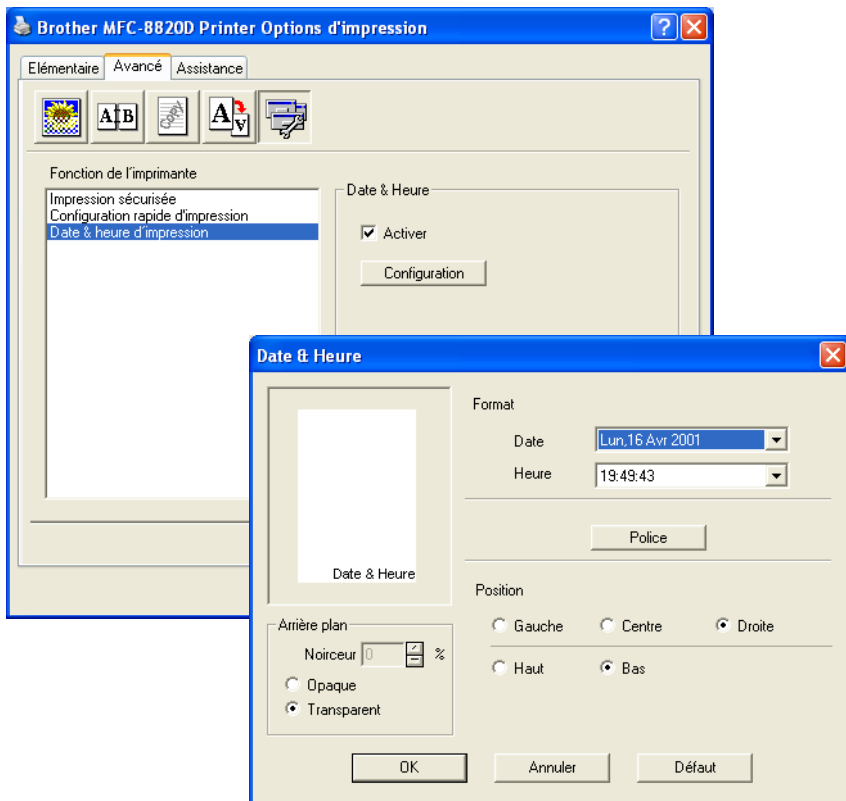 Brother MFC-8820D Printer Options d'impression
Elémentaire Avancé Assistance
A B
Copy
A A
Fonction de l'imprimante
Impression sécurisée
Configuration rapide d'impression
Date & heure d'impression
Date & Heure
Activer
Configuration
Date & Heure
Date & Heure
Arrière plan
Noirceur 0 %
Opaque
Transparent
Format
Date Lun,16 Avr 2001
Heure 19:49:43
Police
Position
Gauche Centre Droite
Haut Bas
OK Annuler Défaut